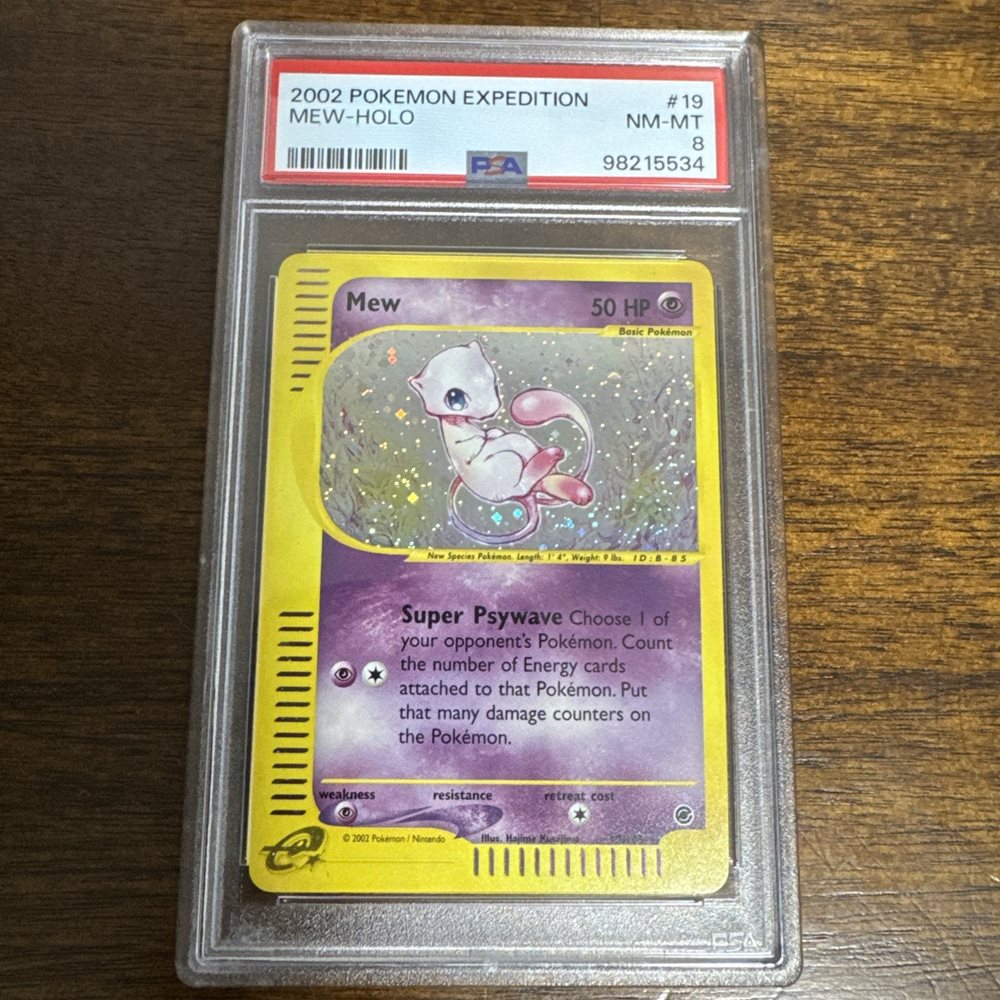 2002 POKEMON EXPEDITION #19
MEW-HOLO NM-MT
8
PSA 98215534
Mew 50 HP
Basic Pokémon
New Species Pokémon. Length: 1' 4", Weight: 9 lbs. ID: B-85
Super Psywave Choose 1 of
your opponent's Pokémon. Count
the number of Energy cards
attached to that Pokémon. Put
that many damage counters on
the Pokémon.
weakness resistance retreat cost
© 2002 Pokémon / Nintendo Illus. Hajime Kusajima
e
PSA